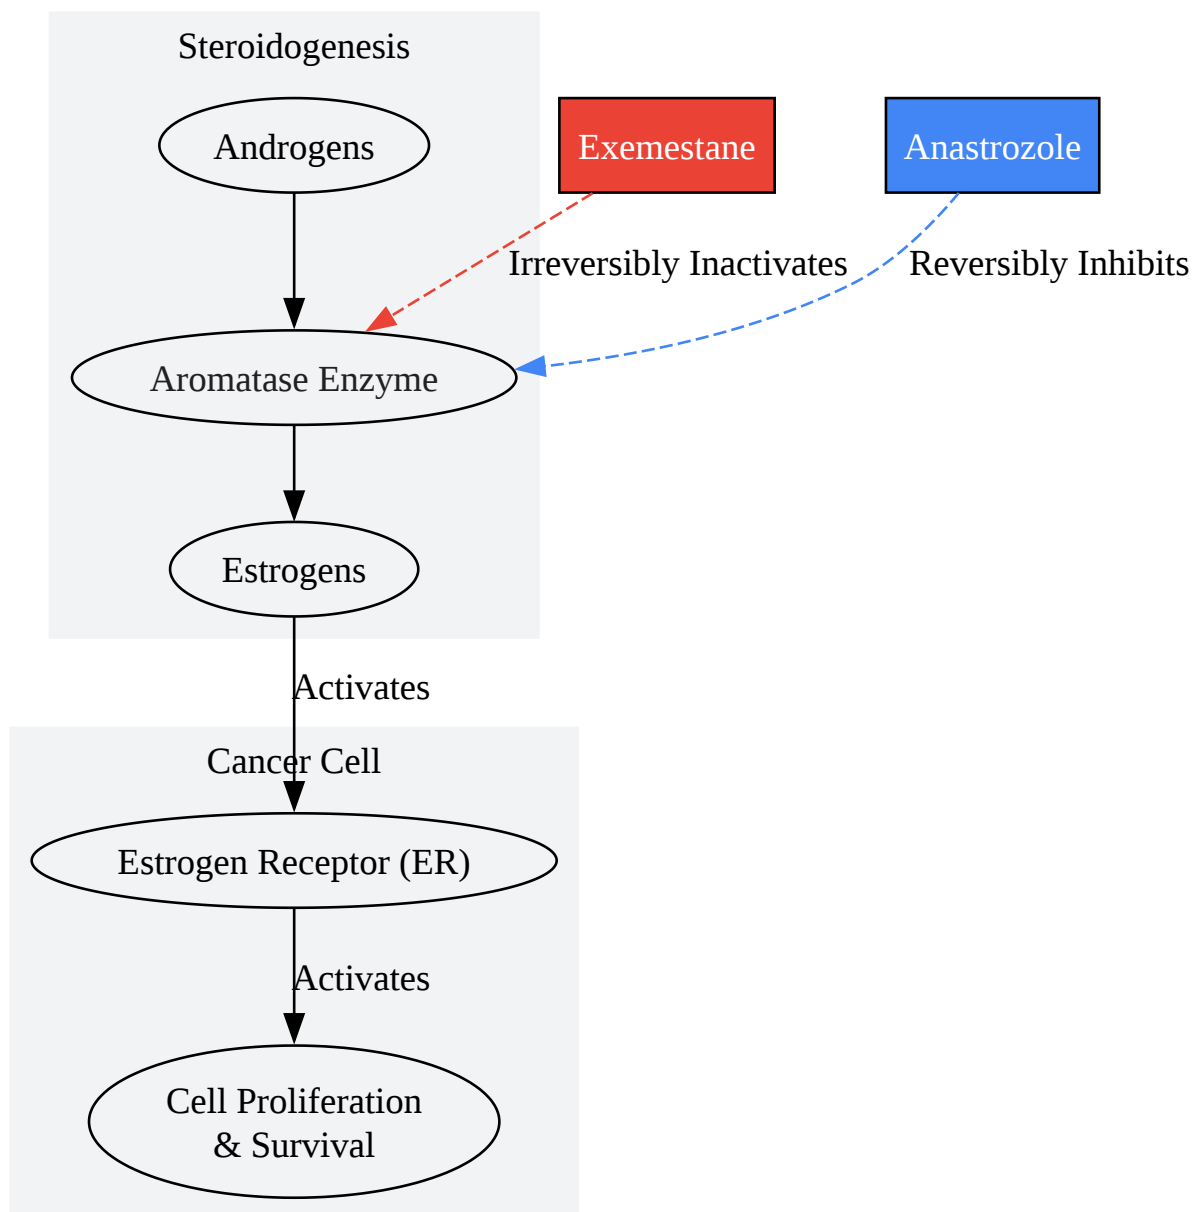 Steroidogenesis
Androgens
Exemestane
Anastrozole
Irreversibly Inactivates
Reversibly Inhibits
Aromatase Enzyme
Estrogens
Activates
Cancer Cell
Estrogen Receptor (ER)
Activates
Cell Proliferation
& Survival